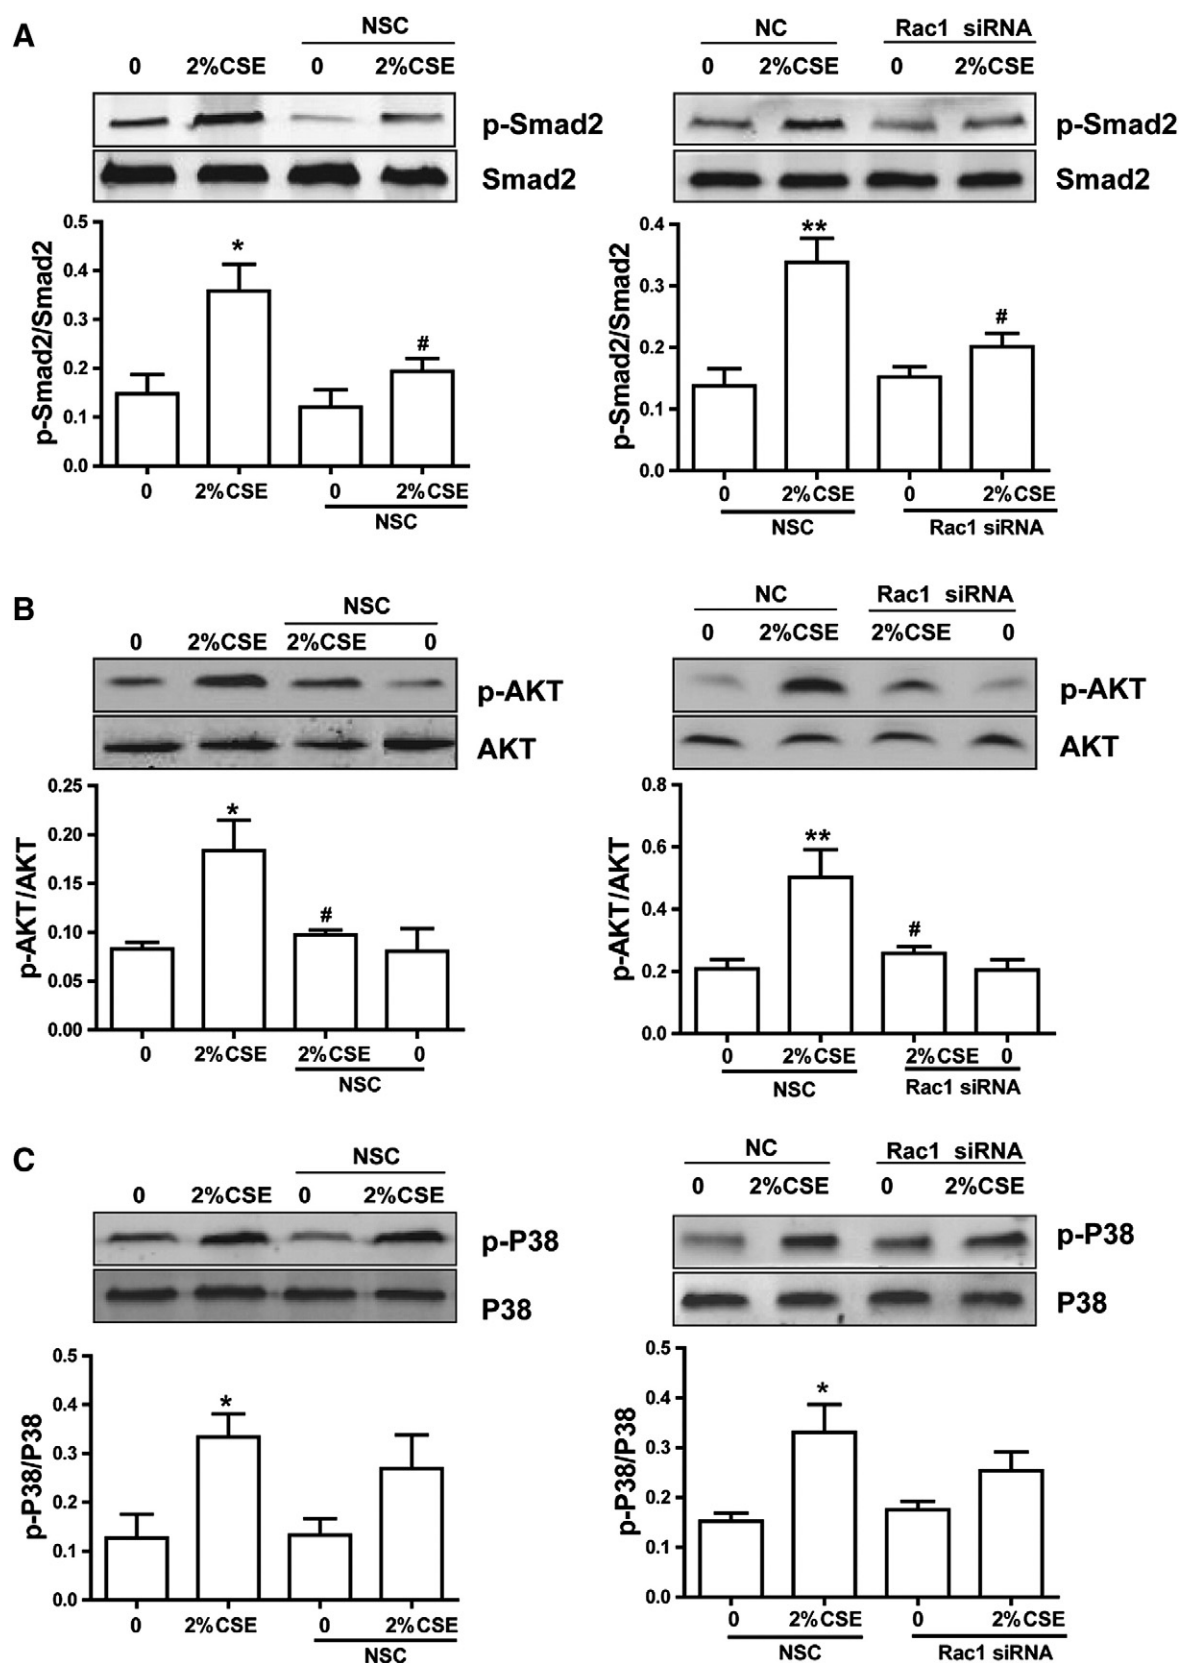 A
NSC
0 2%CSE 0 2%CSE
p-Smad2
Smad2
0.5
0.4
0.3
0.2
0.1
0.0
p-Smad2/Smad2
*
#
0 2%CSE 0 2%CSE
NSC
NC Rac1 siRNA
0 2%CSE 0 2%CSE
p-Smad2
Smad2
0.4
0.3
0.2
0.1
0.0
p-Smad2/Smad2
**
#
0 2%CSE 0 2%CSE
NSC Rac1 siRNA
B
NSC
0 2%CSE 2%CSE 0
p-AKT
AKT
0.25
0.20
0.15
0.10
0.05
0.00
p-AKT/AKT
*
#
0 2%CSE 2%CSE 0
NSC
NC Rac1 siRNA
0 2%CSE 2%CSE 0
p-AKT
AKT
0.8
0.6
0.4
0.2
0.0
p-AKT/AKT
**
#
0 2%CSE 2%CSE 0
NSC Rac1 siRNA
C
NSC
0 2%CSE 0 2%CSE
p-P38
P38
0.5
0.4
0.3
0.2
0.1
0.0
p-P38/P38
*
0 2%CSE 0 2%CSE
NSC
NC Rac1 siRNA
0 2%CSE 0 2%CSE
p-P38
P38
0.5
0.4
0.3
0.2
0.1
0.0
p-P38/P38
*
0 2%CSE 0 2%CSE
NSC Rac1 siRNA